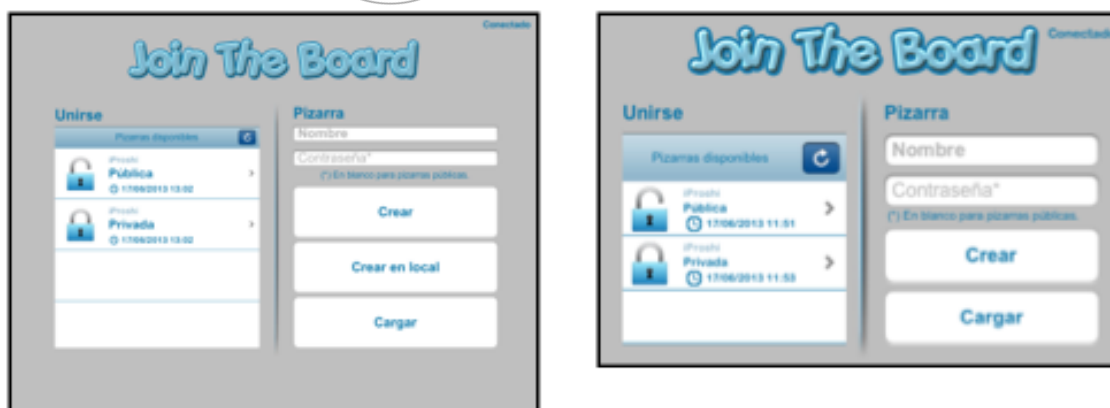 Conectado
Join The Board
Unirse
Pizarras disponibles
iProshi
Pública
17/06/2013 13:02
iProshi
Privada
17/06/2013 13:02
Pizarra
Nombre
Contraseña*
(*) En blanco para pizarras públicas.
Crear
Crear en local
Cargar
Conectado
Join The Board
Unirse
Pizarras disponibles
iProshi
Pública
17/06/2013 11:51
iProshi
Privada
17/06/2013 11:53
Pizarra
Nombre
Contraseña*
(*) En blanco para pizarras públicas.
Crear
Cargar